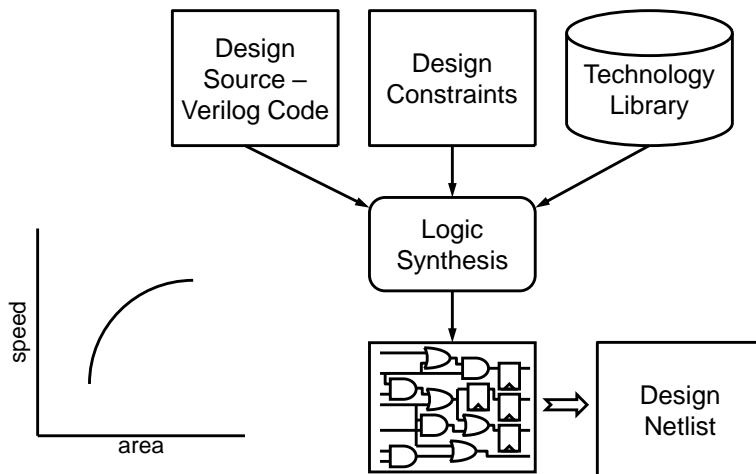 Design
Source –
Verilog Code
Design
Constraints
Technology
Library
Logic
Synthesis
speed
area
Design
Netlist